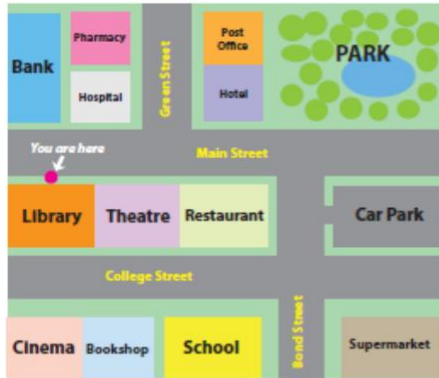 Bank
Pharmacy
Hospital
Green Street
Post
Office
Hotel
PARK
You are here
Main Street
Library
Theatre
Restaurant
Car Park
College Street
Bond Street
Cinema
Bookshop
School
Supermarket